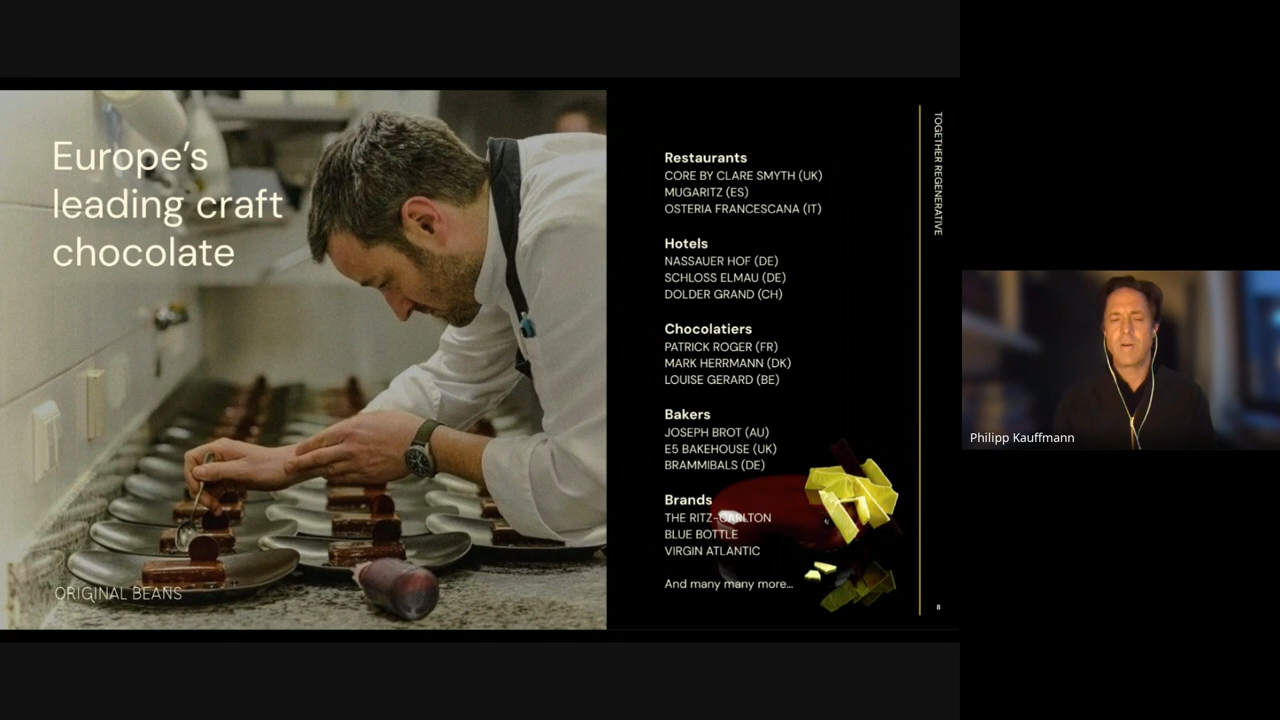 Europe’s
leading craft
chocolate
ORIGINAL BEANS
Restaurants
CORE BY CLARE SMYTH (UK)
MUGARITZ (ES)
OSTERIA FRANCESCANA (IT)
Hotels
NASSAUER HOF (DE)
SCHLOSS ELMAU (DE)
DOLDER GRAND (CH)
Chocolatiers
PATRICK ROGER (FR)
MARK HERRMANN (DK)
LOUISE GERARD (BE)
Bakers
JOSEPH BROT (AU)
E5 BAKEHOUSE (UK)
BRAMMIBALS (DE)
Brands
THE RITZ-CARLTON
BLUE BOTTLE
VIRGIN ATLANTIC
And many many more...
TOGETHER REGENERATIVE
8
Philipp Kauffmann